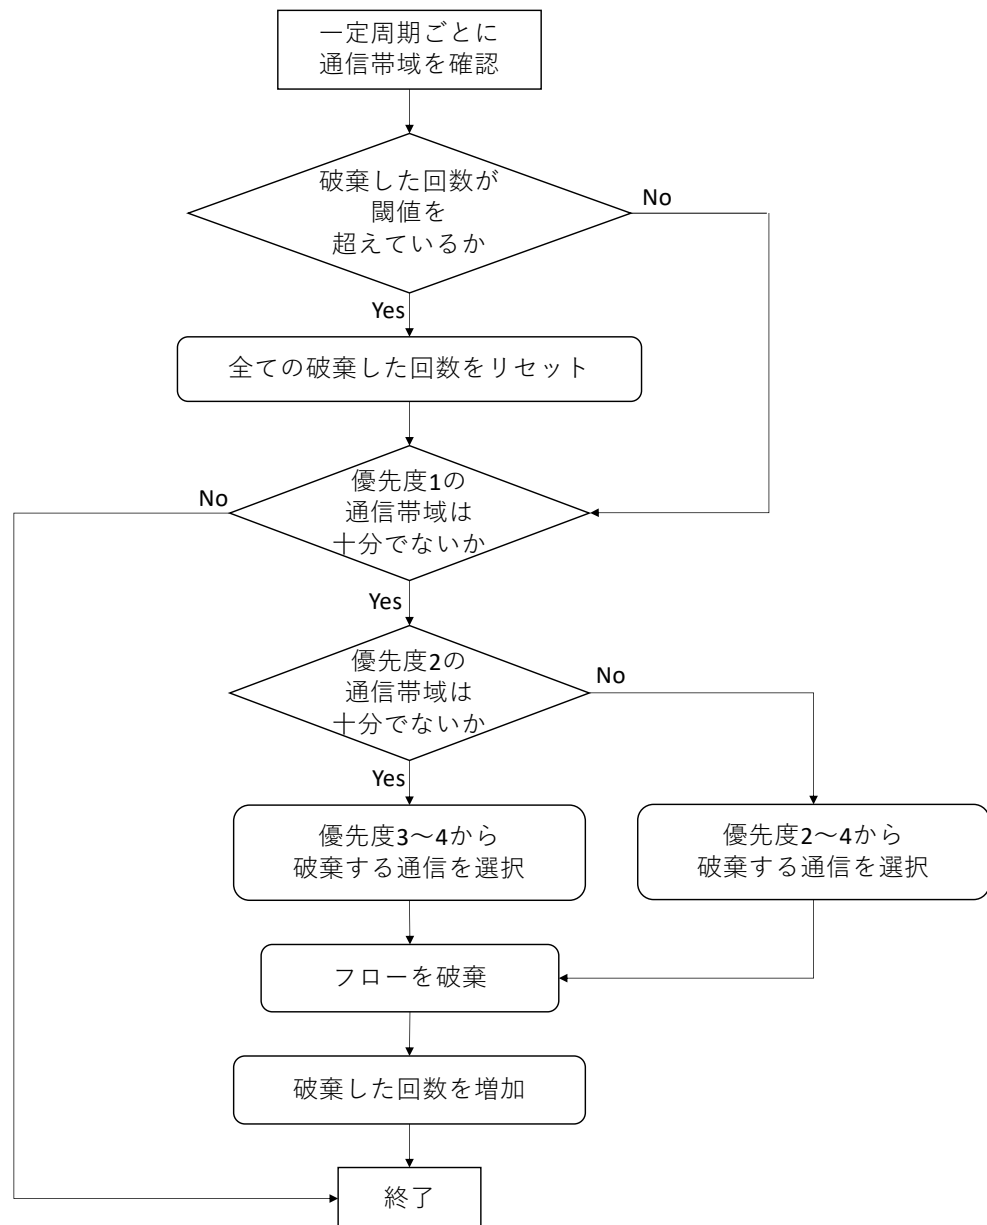 一定周期ごとに
通信帯域を確認
破棄した回数が
閾値を
超えているか
No
Yes
全ての破棄した回数をリセット
優先度1の
通信帯域は
十分でないか
No
Yes
優先度2の
通信帯域は
十分でないか
No
Yes
優先度3～4から
破棄する通信を選択
優先度2～4から
破棄する通信を選択
フローを破棄
破棄した回数を増加
終了